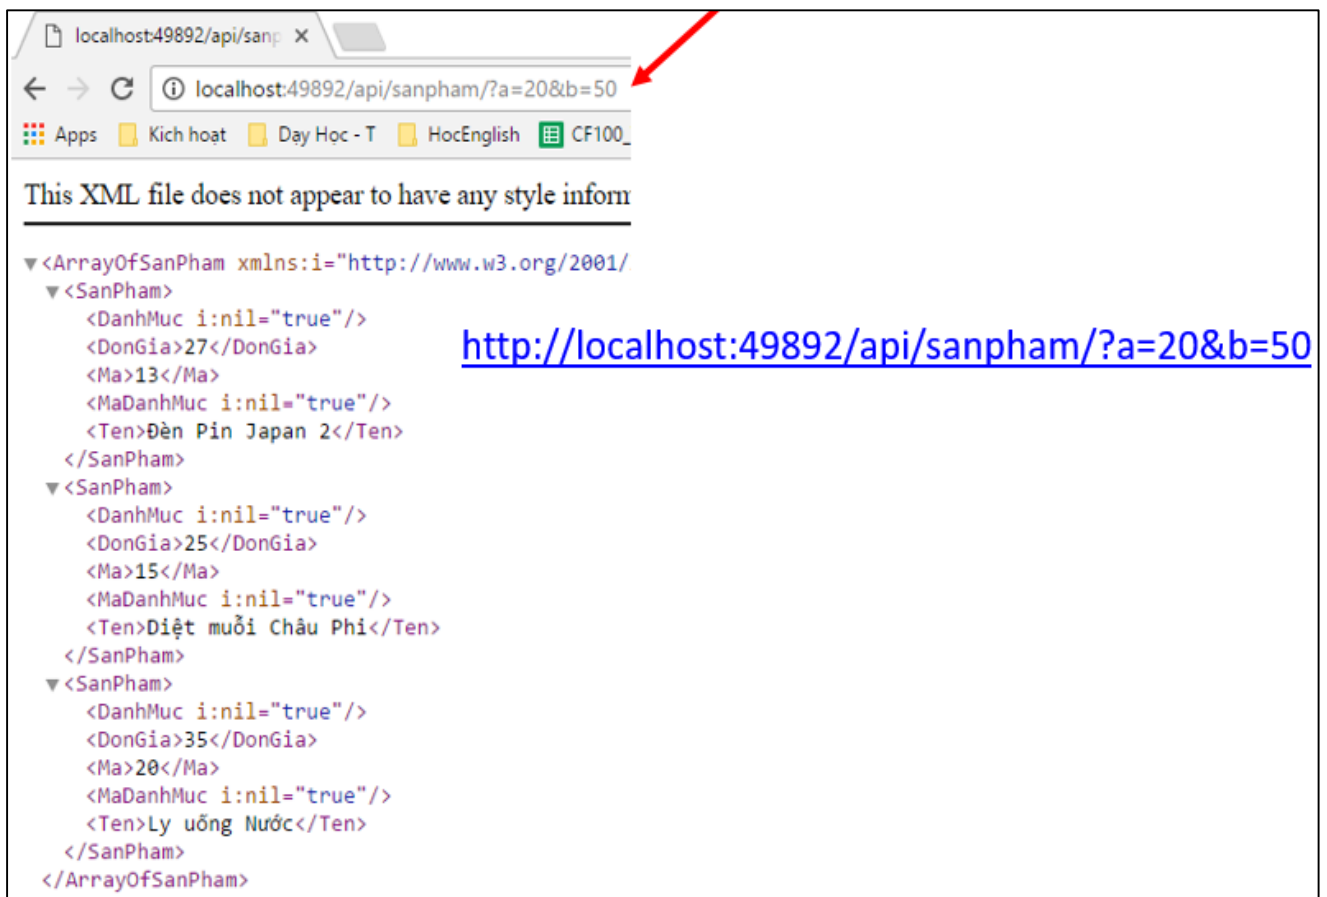 localhost:49892/api/sanp
localhost:49892/api/sanpham/?a=20&b=50
Apps Kich hoạt Dạy Học - T HocEnglish CF100_
This XML file does not appear to have any style inform
<ArrayOfSanPham xmlns:i="http://www.w3.org/2001/
<SanPham>
<DanhMuc i:nil="true"/>
<DonGia>27</DonGia>
http://localhost:49892/api/sanpham/?a=20&b=50
<Ma>13</Ma>
<MaDanhMuc i:nil="true"/>
<Ten>Đèn Pin Japan 2</Ten>
</SanPham>
<SanPham>
<DanhMuc i:nil="true"/>
<DonGia>25</DonGia>
<Ma>15</Ma>
<MaDanhMuc i:nil="true"/>
<Ten>Diệt muỗi Châu Phi</Ten>
</SanPham>
<SanPham>
<DanhMuc i:nil="true"/>
<DonGia>35</DonGia>
<Ma>20</Ma>
<MaDanhMuc i:nil="true"/>
<Ten>Ly uống Nước</Ten>
</SanPham>
</ArrayOfSanPham>